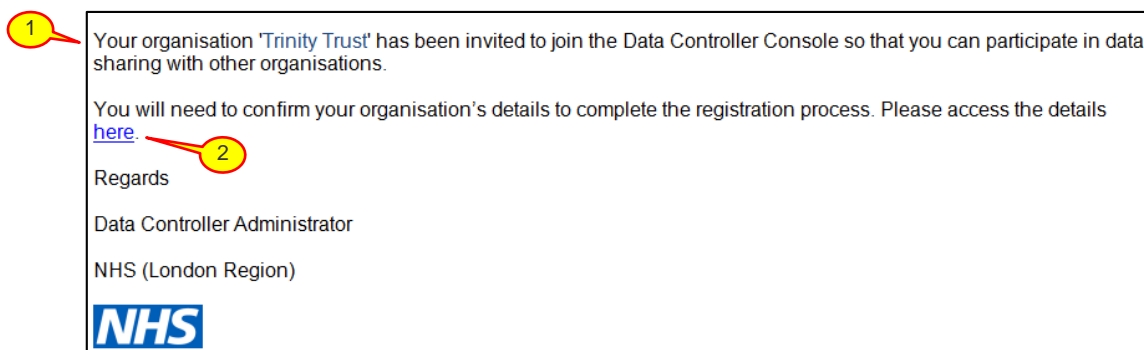 1
Your organisation 'Trinity Trust' has been invited to join the Data Controller Console so that you can participate in data
sharing with other organisations.
You will need to confirm your organisation’s details to complete the registration process. Please access the details
here.
2
Regards
Data Controller Administrator
NHS (London Region)
NHS